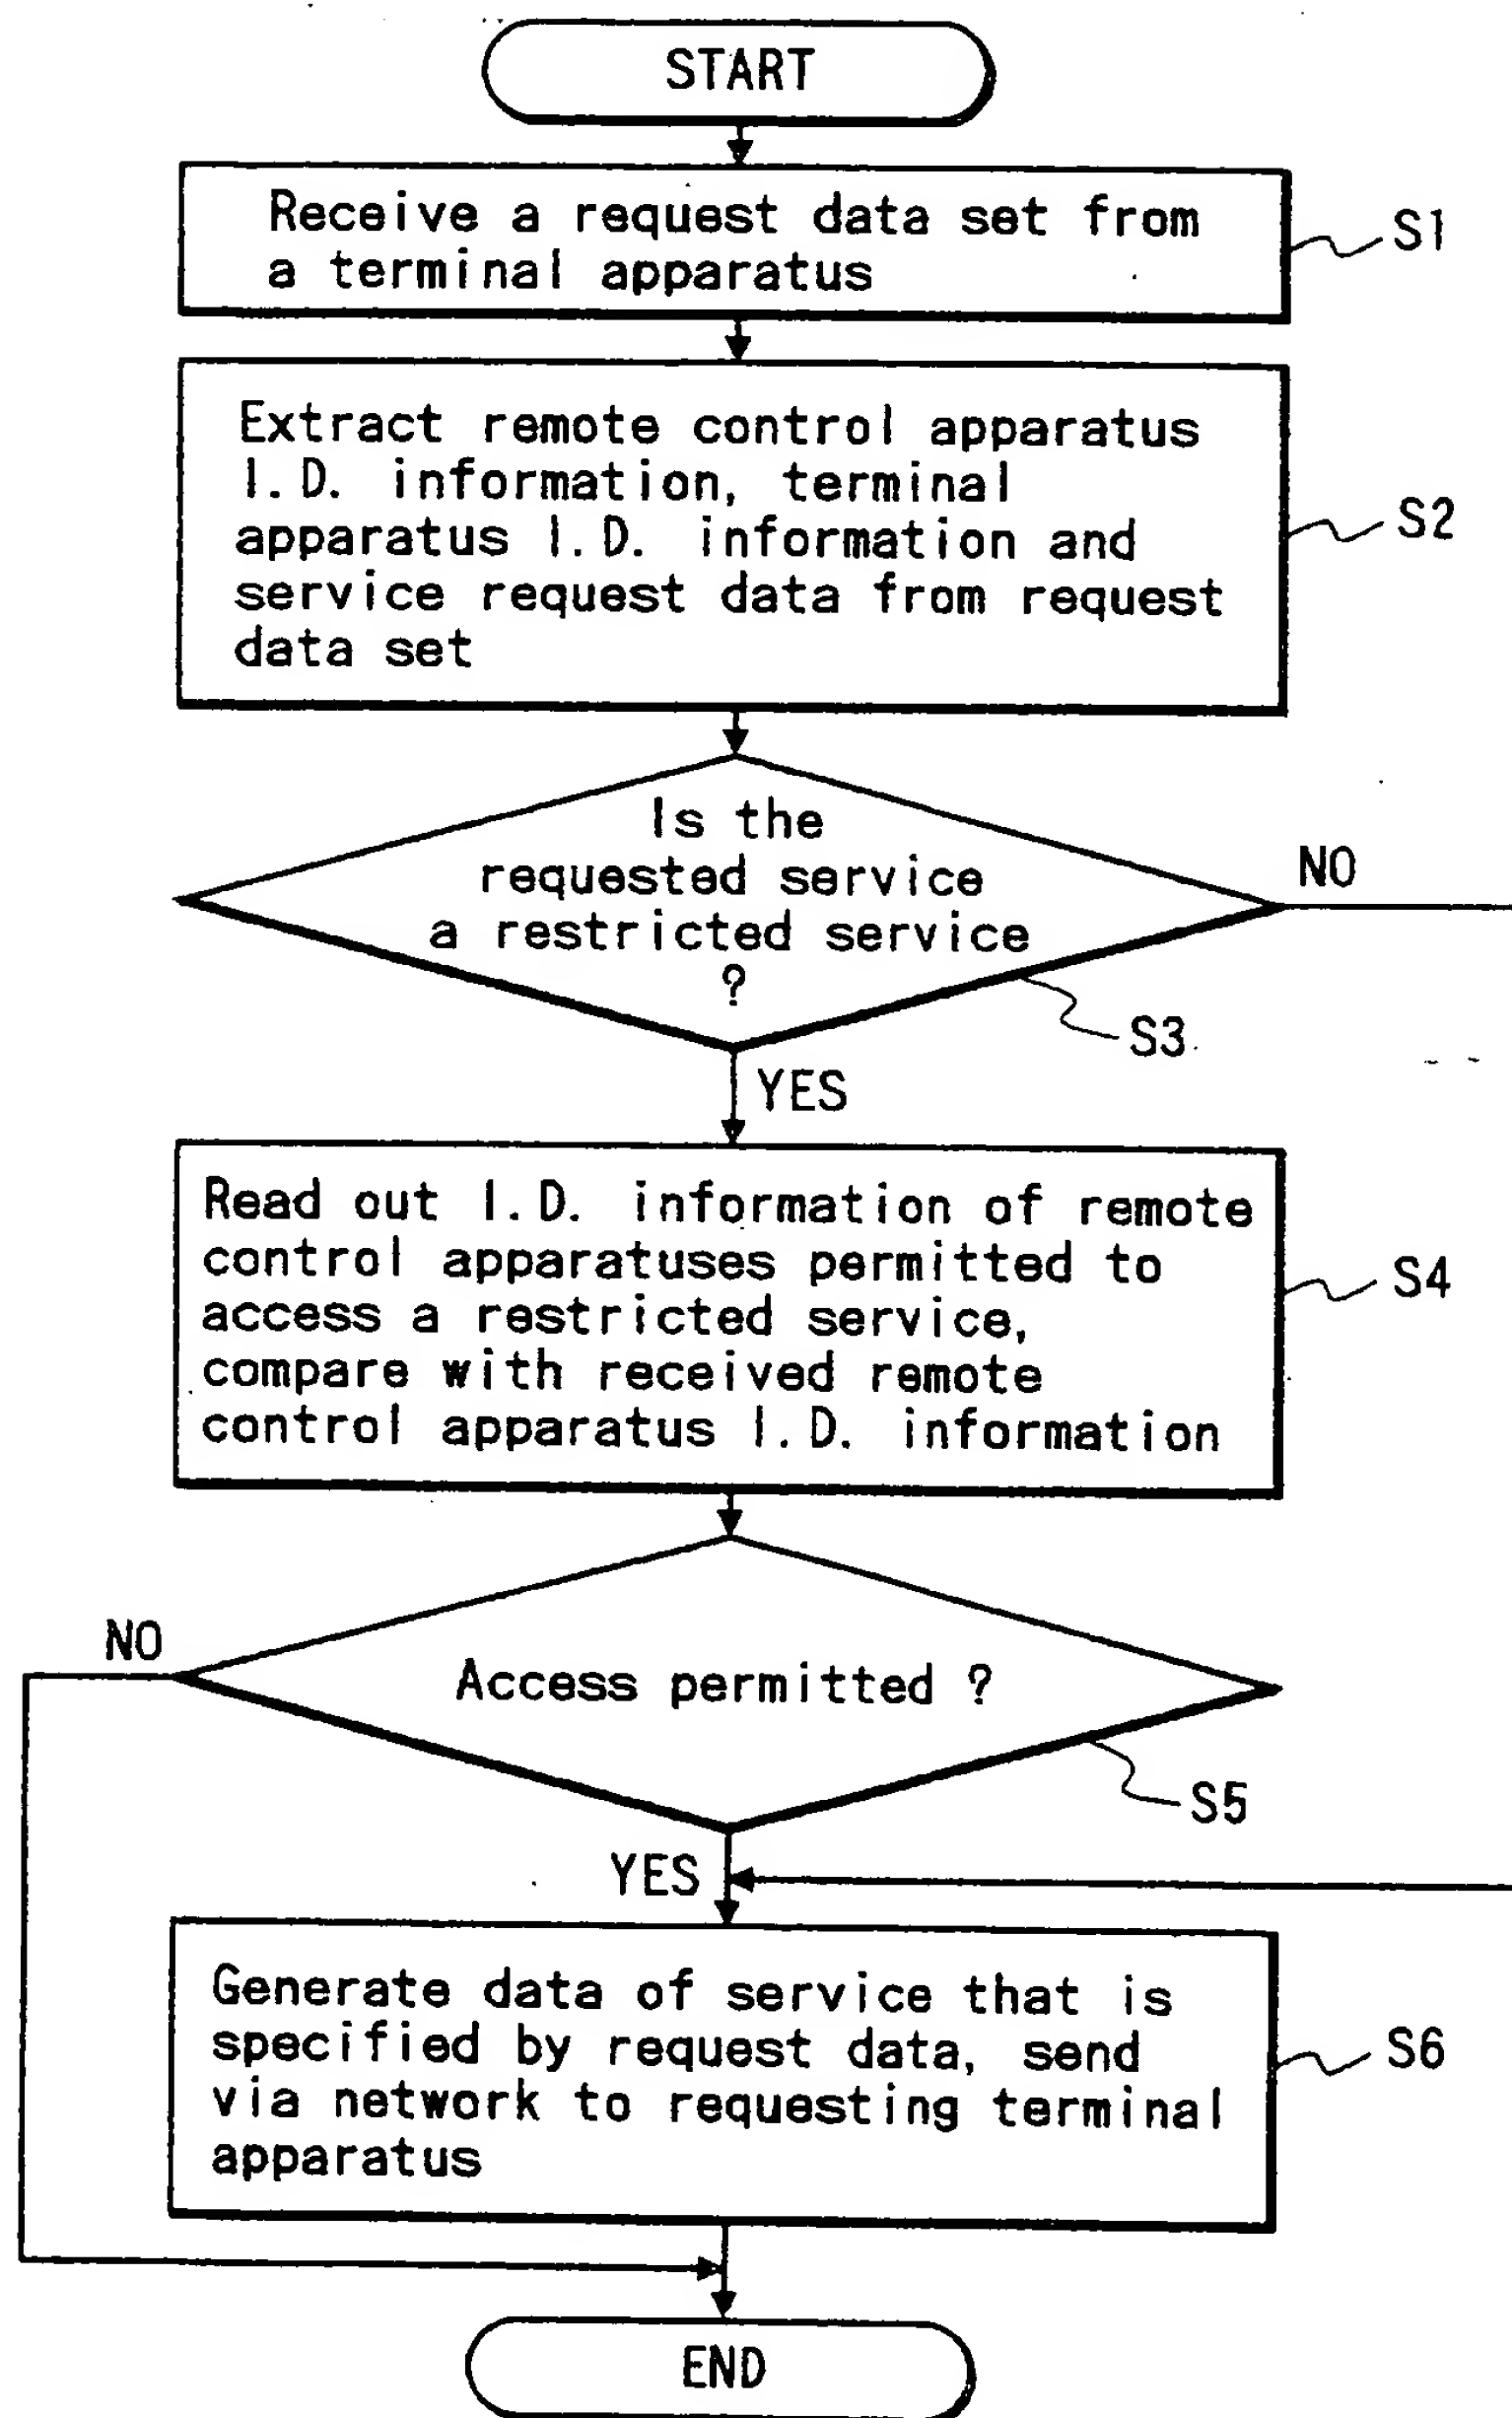 START
Receive a request data set from
a terminal apparatus
S1
Extract remote control apparatus
I.D. information, terminal
apparatus I.D. information and
service request data from request
data set
S2
Is the
requested service
a restricted service
?
NO
S3
YES
Read out I.D. information of remote
control apparatuses permitted to
access a restricted service,
compare with received remote
control apparatus I.D. information
S4
NO
Access permitted ?
S5
YES
Generate data of service that is
specified by request data, send
via network to requesting terminal
apparatus
S6
END